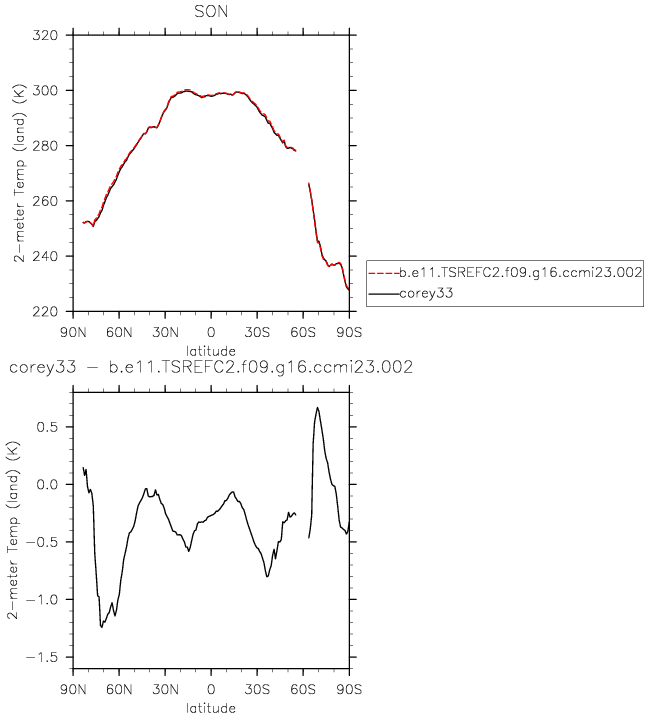 SON
320
300
280
260
240
220
2-meter Temp (land) (K)
90N 60N 30N 0 30S 60S 90S
latitude
b.e11.TSREFC2.f09.g16.ccmi23.002
corey33
corey33 - b.e11.TSREFC2.f09.g16.ccmi23.002
0.5
0.0
-0.5
-1.0
-1.5
2-meter Temp (land) (K)
90N 60N 30N 0 30S 60S 90S
latitude